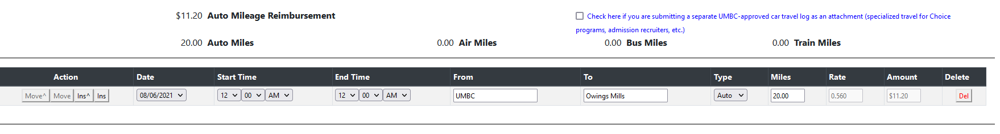 $11.20 Auto Mileage Reimbursement
Check here if you are submitting a separate UMBC-approved car travel log as an attachment (specialized travel for Choice
programs, admission recruiters, etc.)
20.00 Auto Miles 0.00 Air Miles 0.00 Bus Miles 0.00 Train Miles
Action Date Start Time End Time From To Type Miles Rate Amount Delete
Move^ Move Ins^ Ins 08/06/2021 12 00 AM 12 00 AM UMBC Owings Mills Auto 20.00 0.560 $11.20 Del